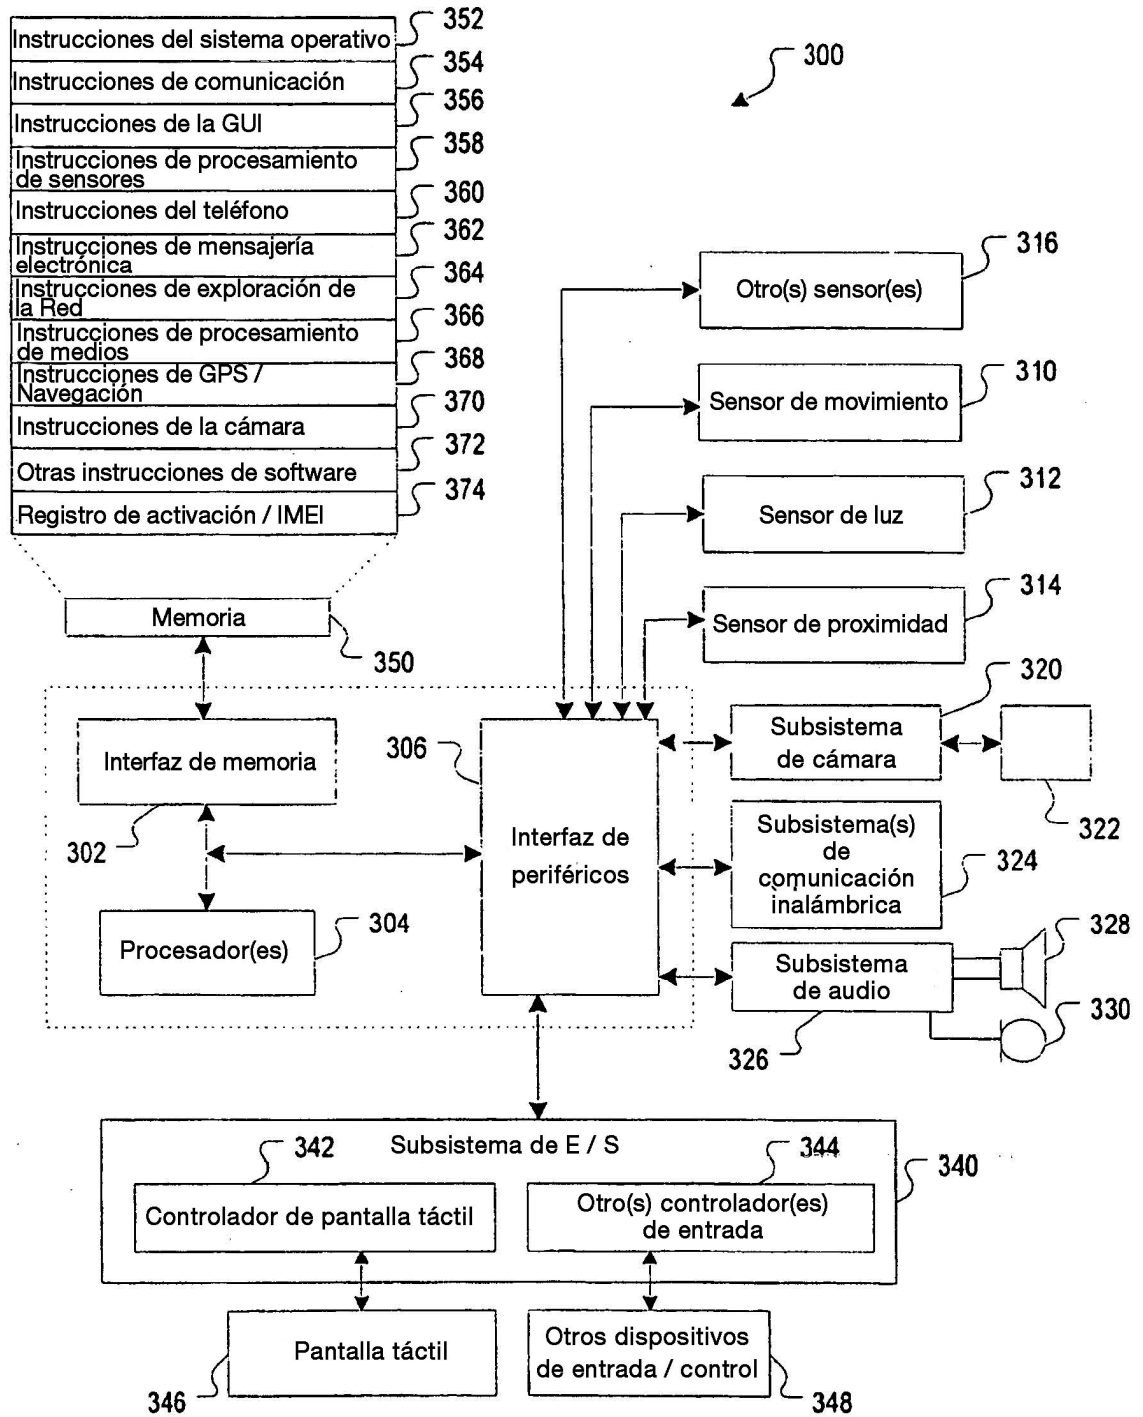 352
Instrucciones del sistema operativo
354
Instrucciones de comunicación
356
Instrucciones de la GUI
358
Instrucciones de procesamiento
de sensores
360
Instrucciones del teléfono
362
Instrucciones de mensajería
electrónica
364
Instrucciones de exploración de
la Red
366
Instrucciones de procesamiento
de medios
368
Instrucciones de GPS /
Navegación
370
Instrucciones de la cámara
372
Otras instrucciones de software
374
Registro de activación / IMEI
300
316
Otro(s) sensor(es)
310
Sensor de movimiento
312
Sensor de luz
314
Sensor de proximidad
Memoria
350
320
Subsistema
de cámara
322
Interfaz de memoria
302
306
Interfaz de
periféricos
Subsistema(s)
de
comunicación
inalámbrica
324
Procesador(es)
304
Subsistema
de audio
326
328
330
Subsistema de E / S
340
342
Controlador de pantalla táctil
344
Otro(s) controlador(es)
de entrada
Pantalla táctil
346
Otros dispositivos
de entrada / control
348